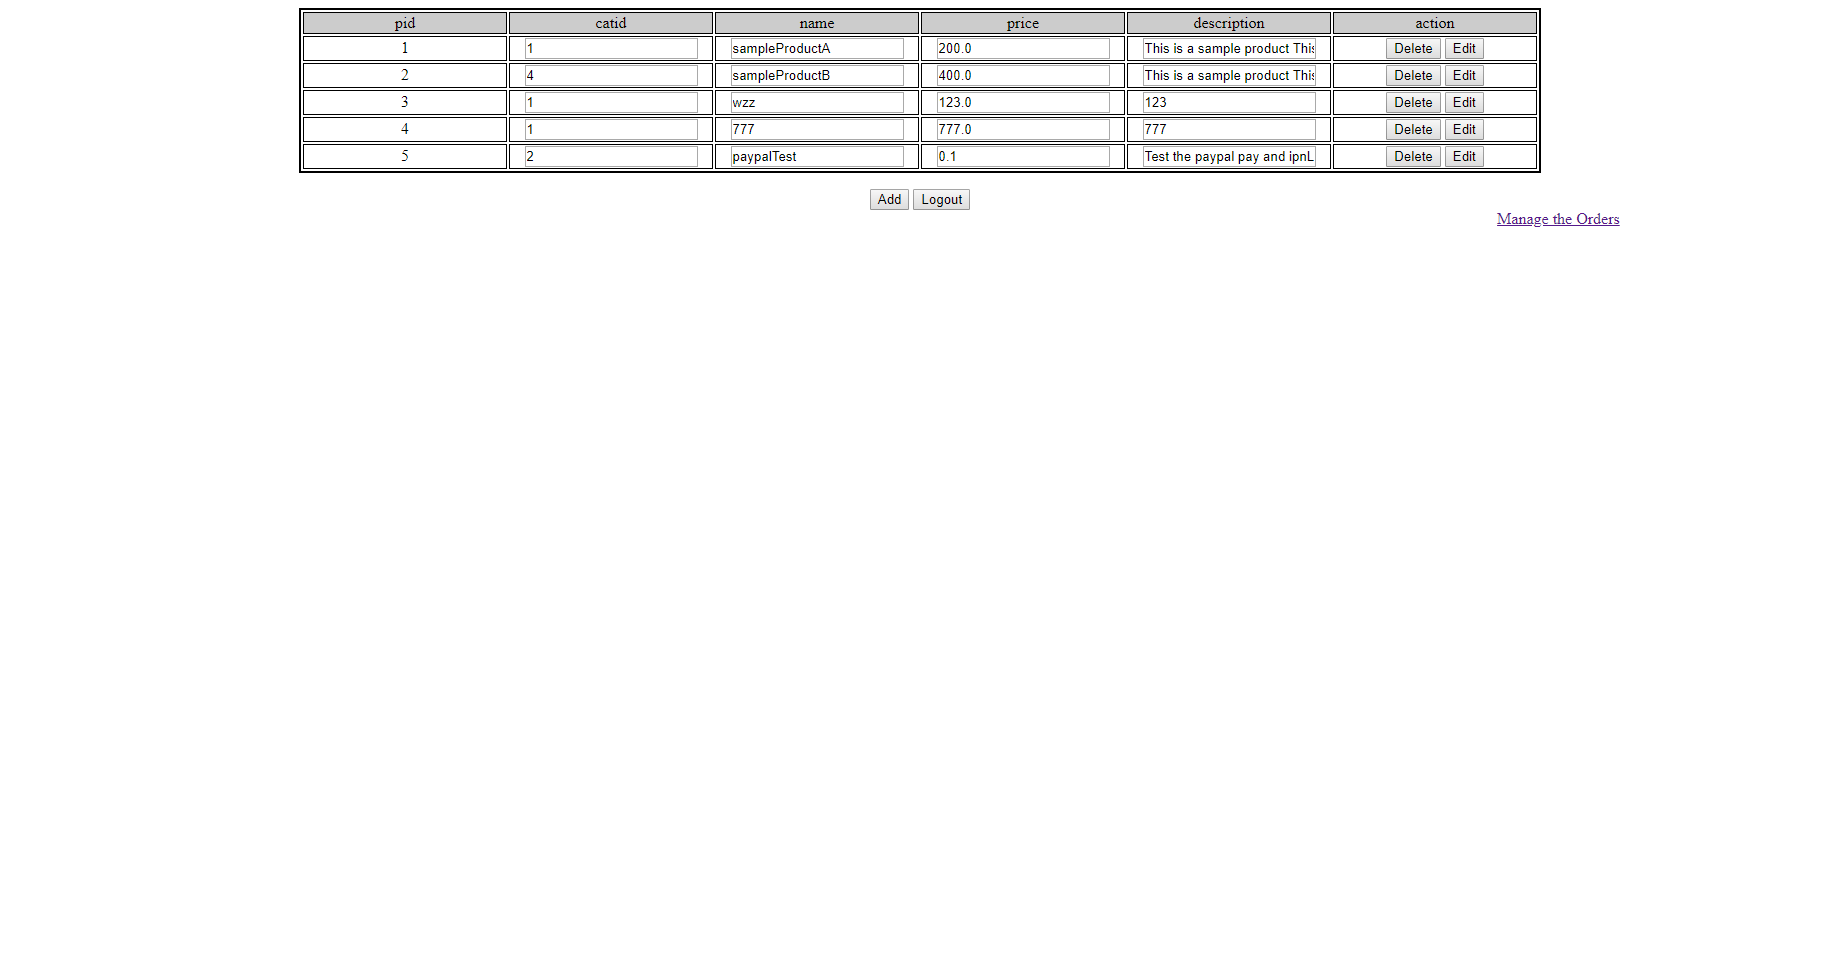 pid catid name price description action
1 1 sampleProductA 200.0 This is a sample product This Delete Edit
2 4 sampleProductB 400.0 This is a sample product This Delete Edit
3 1 wzz 123.0 123 Delete Edit
4 1 777 777.0 777 Delete Edit
5 2 paypalTest 0.1 Test the paypal pay and ipnL Delete Edit
Add Logout
Manage the Orders